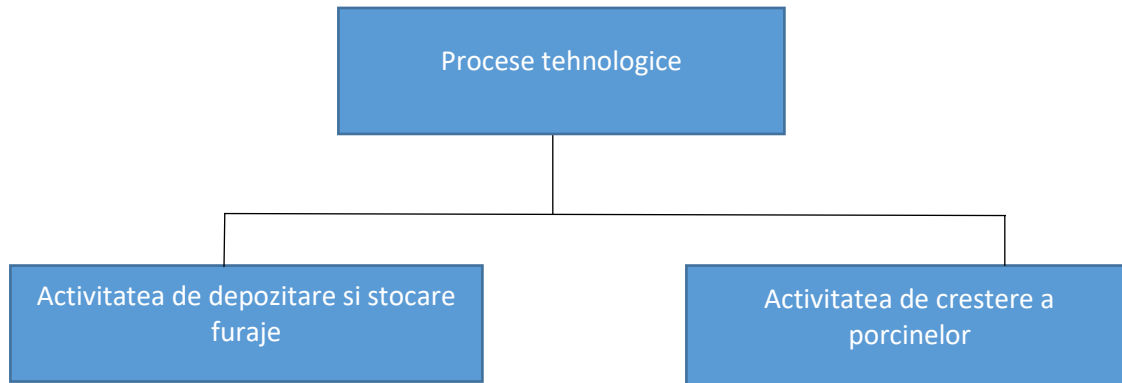 Procese tehnologice
Activitatea de depozitare si stocare
furaje
Activitatea de crestere a
porcinelor